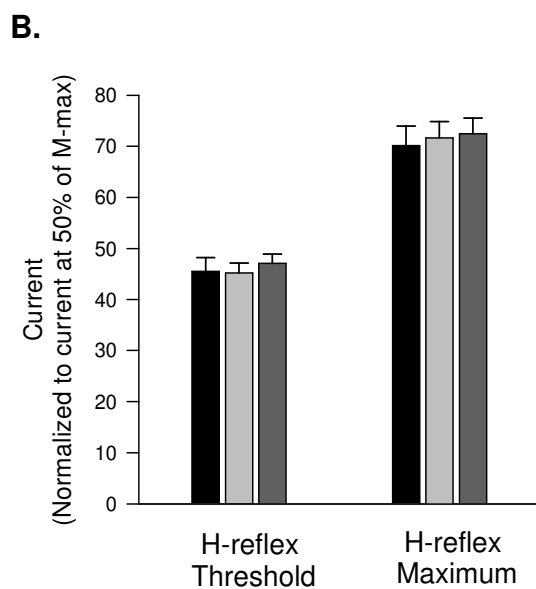 B.
Current
(Normalized to current at 50% of M-max)
80
70
60
50
40
30
20
10
0
H-reflex
Threshold
H-reflex
Maximum